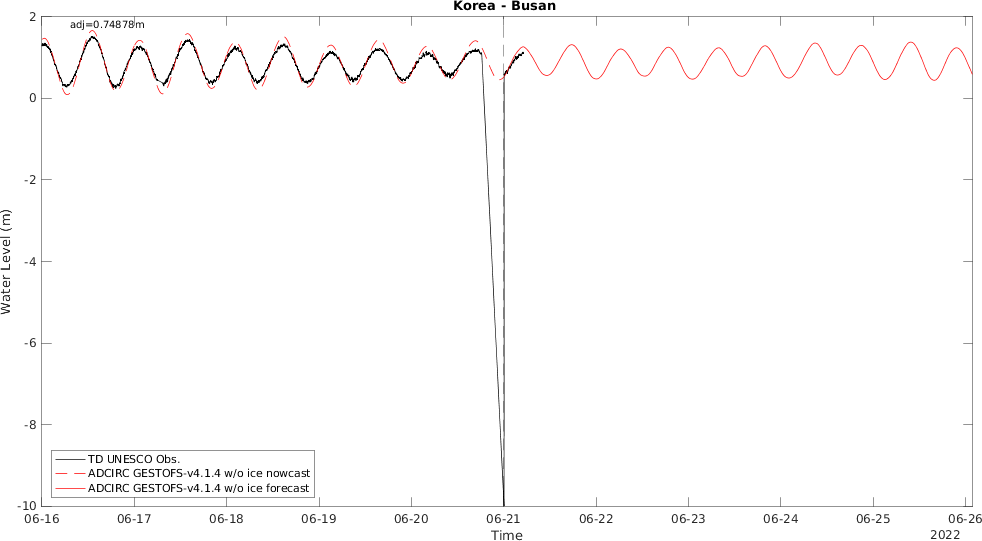 Korea - Busan
adj=0.74878m
2
0
-2
-4
-6
-8
-10
Water Level (m)
TD UNESCO Obs.
ADCIRC GESTOFS-v4.1.4 w/o ice nowcast
ADCIRC GESTOFS-v4.1.4 w/o ice forecast
06-16 06-17 06-18 06-19 06-20 06-21 06-22 06-23 06-24 06-25 06-26
Time
2022